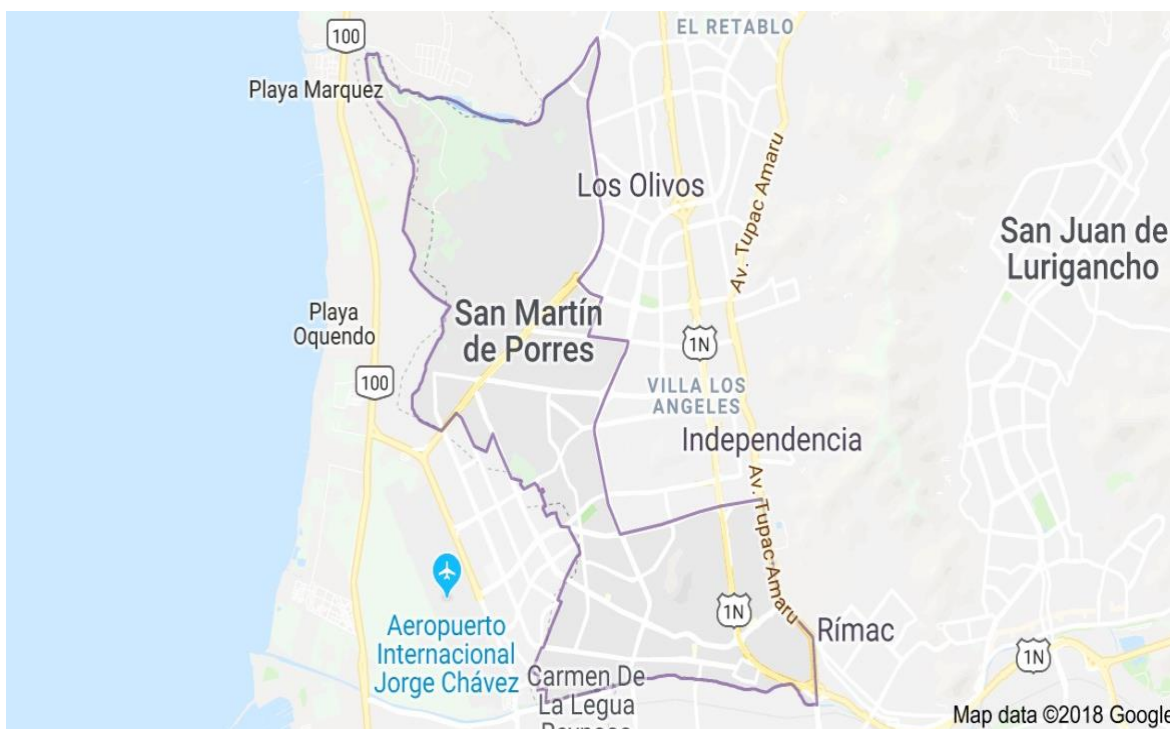 EL RETABLO
100
Playa Marquez
Los Olivos
Av. Tupac Amaru
San Juan de
Lurigancho
San Martín
de Porres
Playa
Oquendo
1N
100
VILLA LOS
ANGELES
Independencia
Av. Tupac Amaru
1N
Rímac
1N
Aeropuerto
Internacional
Jorge Chávez
Carmen De
La Legua
Map data ©2018 Google